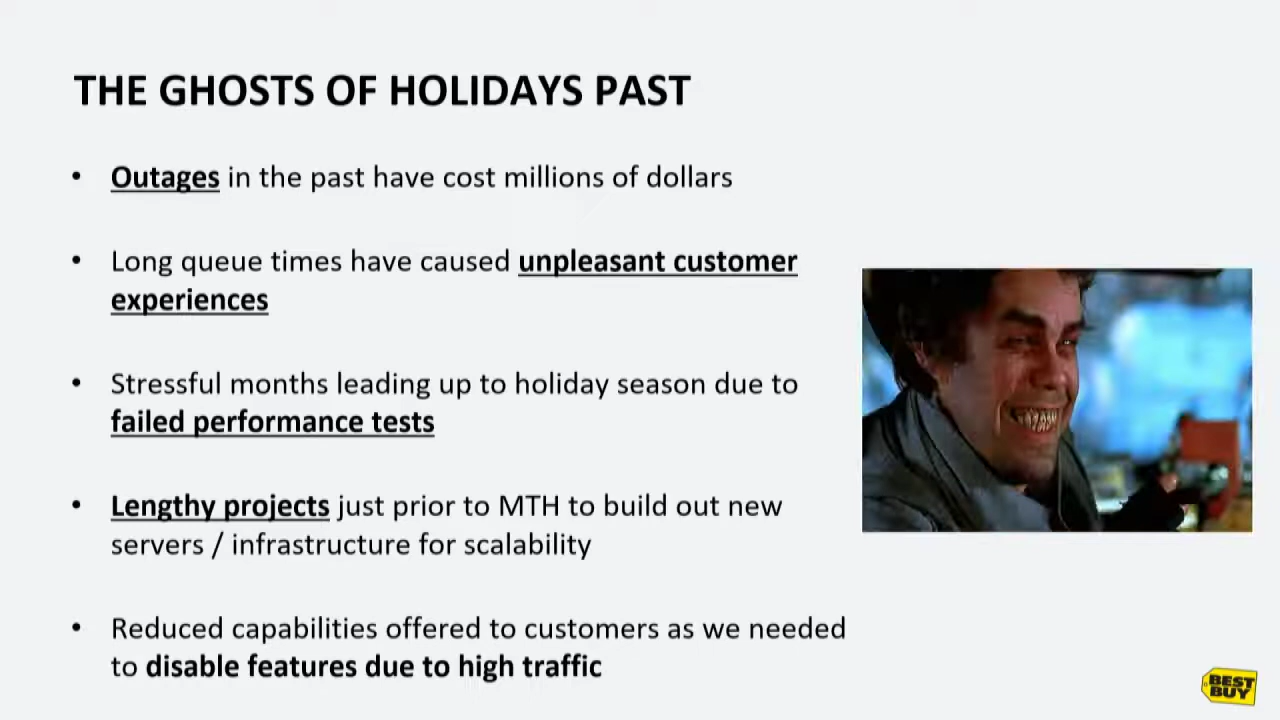 THE GHOSTS OF HOLIDAYS PAST
• Outages in the past have cost millions of dollars
• Long queue times have caused unpleasant customer
experiences
• Stressful months leading up to holiday season due to
failed performance tests
• Lengthy projects just prior to MTH to build out new
servers / infrastructure for scalability
• Reduced capabilities offered to customers as we needed
to disable features due to high traffic
BEST
BUY